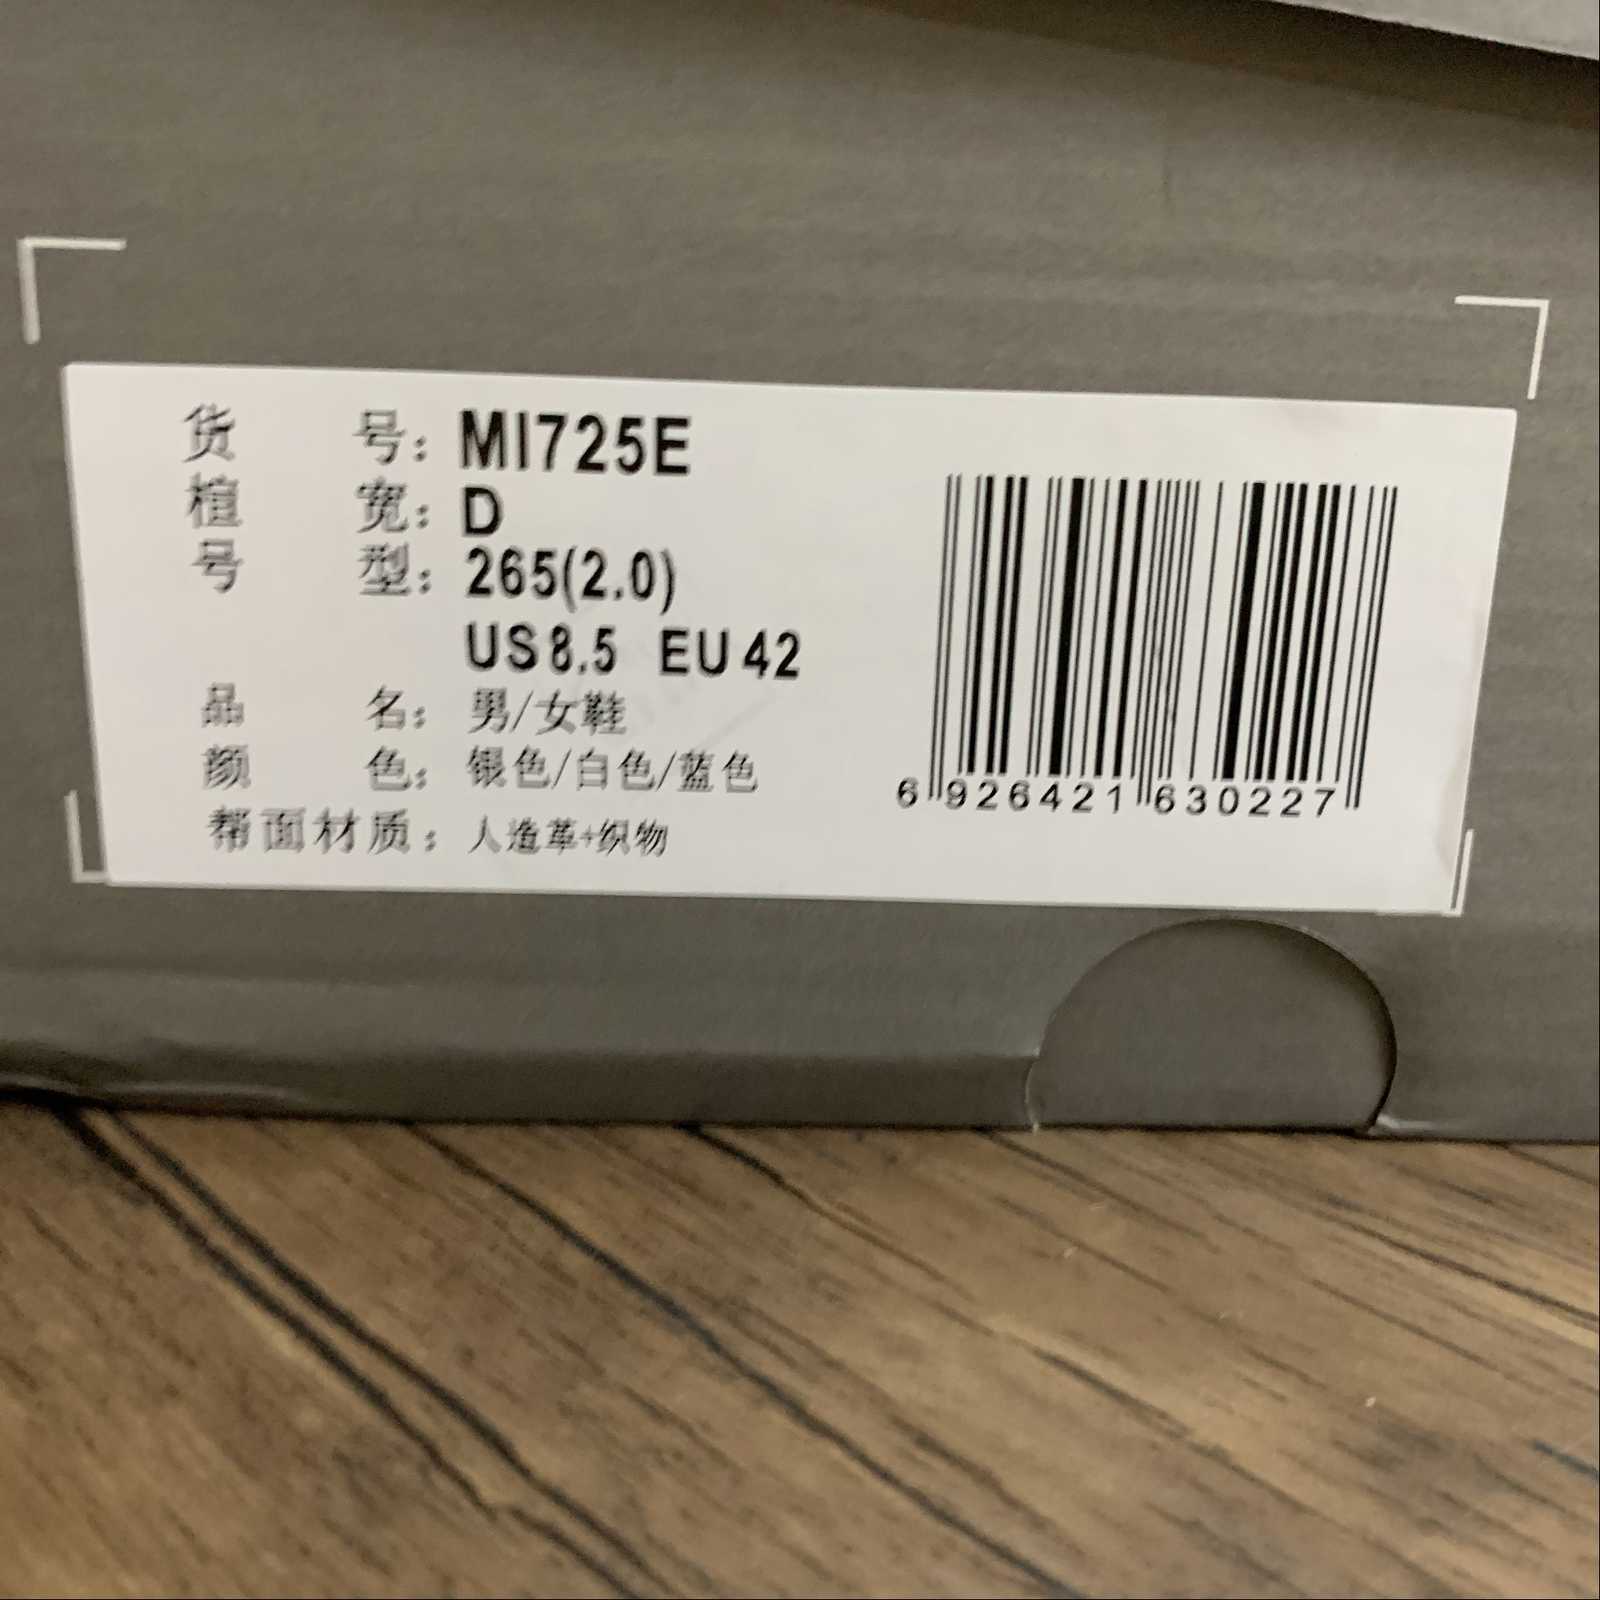 货 号: MI725E
楦 宽: D
号 型: 265(2.0)
US8.5 EU42
品 名: 男/女鞋
颜 色: 银色/白色/蓝色
帮面材质: 人造革+织物
6 926421 630227